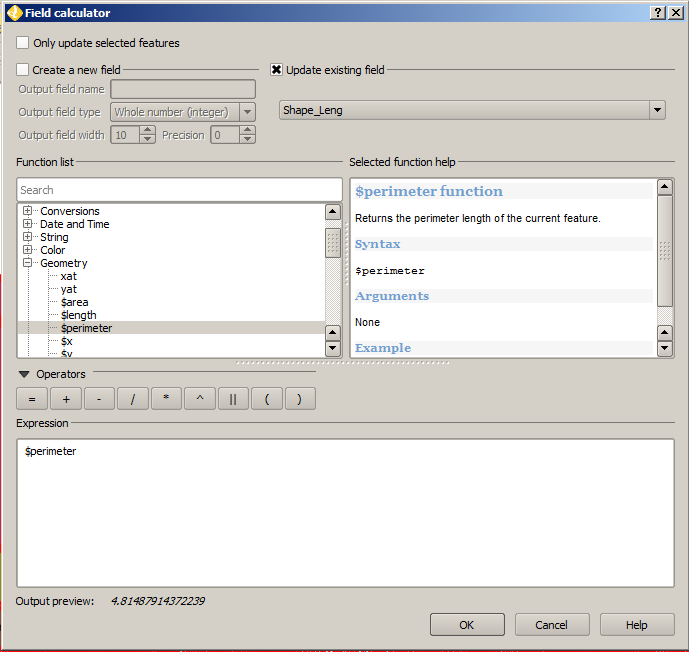 Field calculator
Only update selected features
Create a new field
Update existing field
Output field name
Output field type Whole number (integer)
Output field width 10 Precision 0
Shape_Leng
Function list
Search
Conversions
Date and Time
String
Color
Geometry
xat
yat
$area
$length
$perimeter
$x
$y
Selected function help
$perimeter function
Returns the perimeter length of the current feature.
Syntax
$perimeter
Arguments
None
Example
Operators
= + - / * ^ || ( )
Expression
$perimeter
Output preview: 4.81487914372239
OK Cancel Help